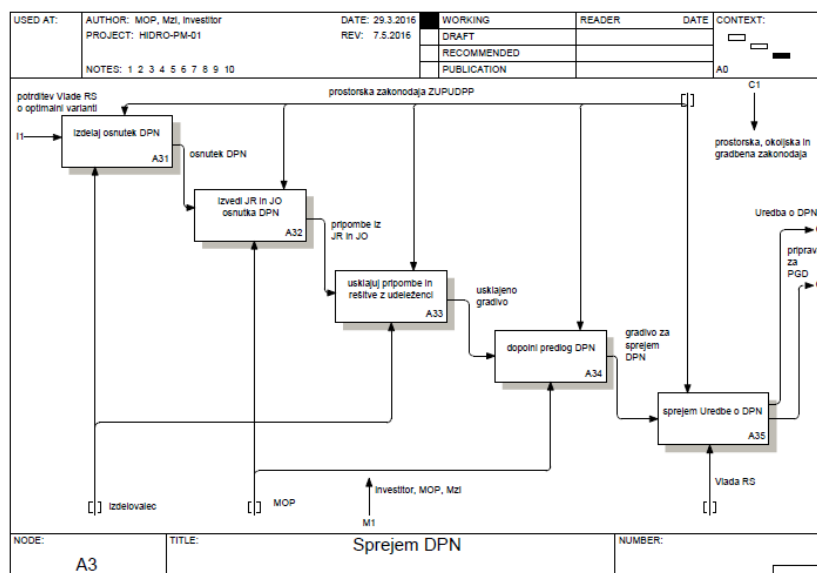 USED AT:
AUTHOR: MOP, MzI, Investitor
DATE: 29.3.2016
WORKING
READER
DATE
CONTEXT:
PROJECT: HIDRO-PM-01
REV: 7.5.2016
DRAFT
RECOMMENDED
NOTES: 1 2 3 4 5 6 7 8 9 10
PUBLICATION
A0
C1
potrditev Vlade RS
o optimalni varianti
prostorska zakonodaja ZUPUDPP
I1
Izdelaj osnutek DPN
A31
osnutek DPN
prostorska, okoljska in
gradbena zakonodaja
Izvedi JR in JO
osnutka DPN
A32
pripombe iz
JR in JO
Uredba o DPN
priprav
za
PGD
usklajuj pripombe in
rešitve z udeleženci
A33
usklajeno
gradivo
dopolni predlog DPN
A34
gradivo za
sprejem
DPN
sprejem Uredbe o DPN
A35
Izdelovalec
MOP
Investitor, MOP, MzI
M1
Vlada RS
NODE:
A3
TITLE:
Sprejem DPN
NUMBER: